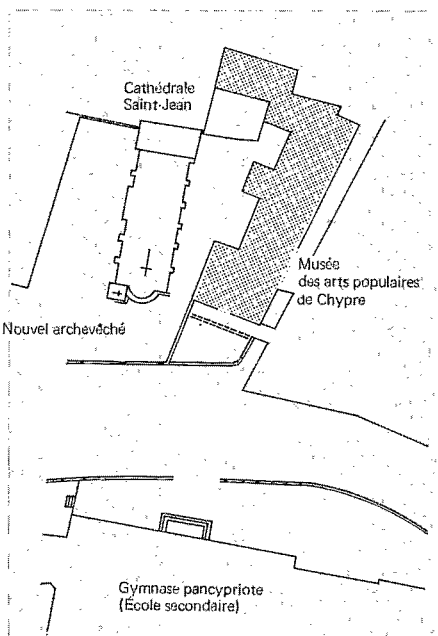 Cathédrale
Saint-Jean
Musée
des arts populaires
de Chypre
Nouvel archevêché
Gymnase pancypriote
(École secondaire)